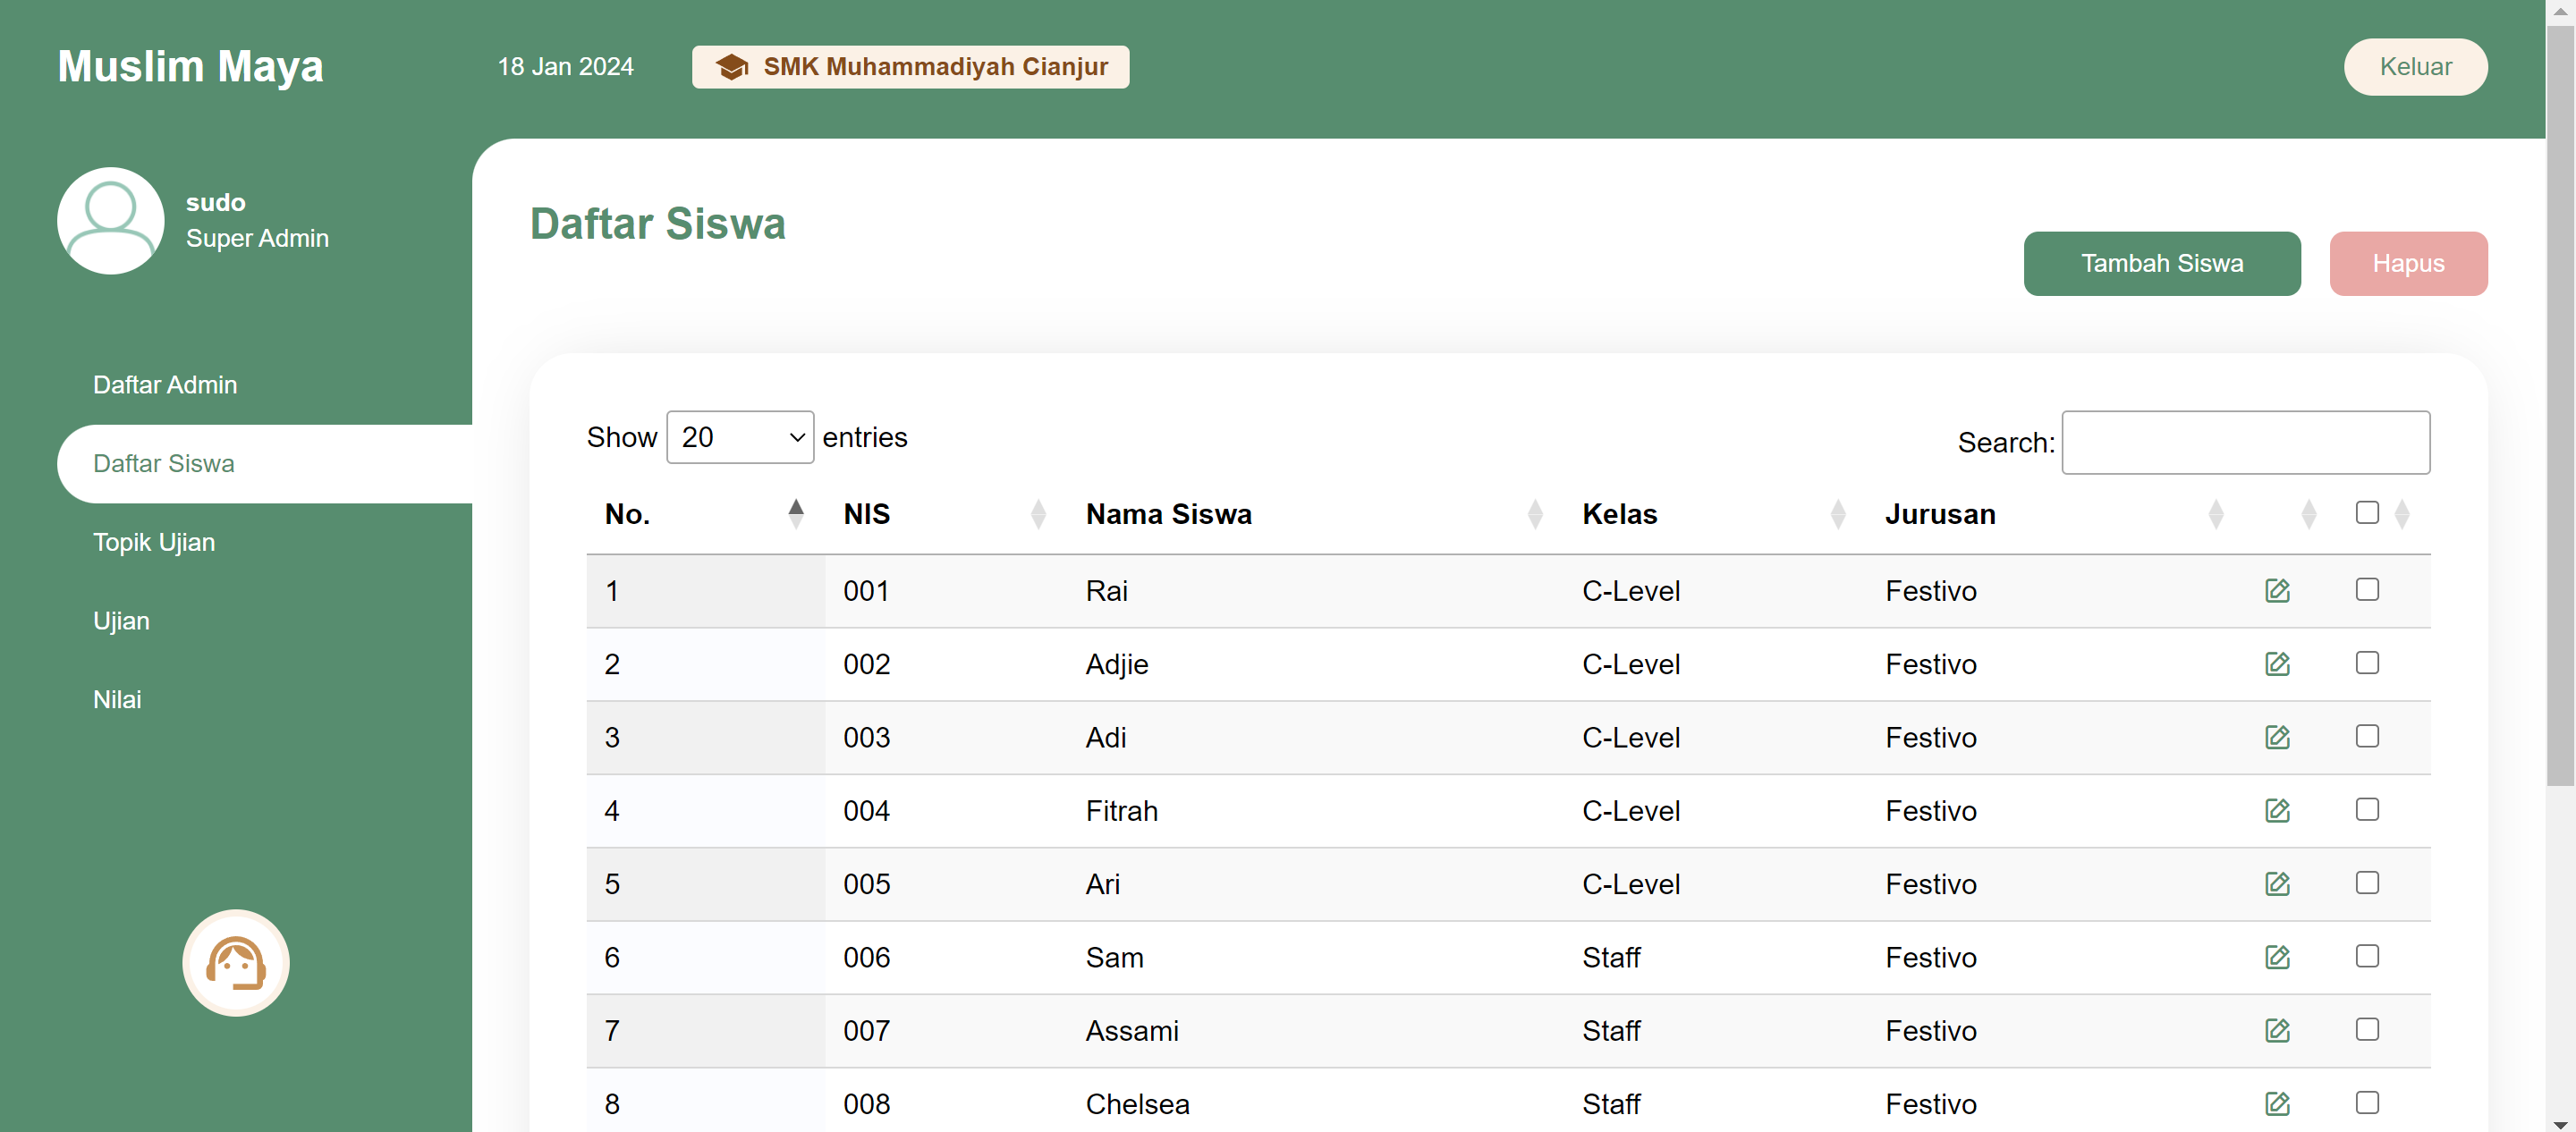 Muslim Maya
18 Jan 2024
SMK Muhammadiyah Cianjur
Keluar
sudo
Super Admin
Daftar Admin
Daftar Siswa
Topik Ujian
Ujian
Nilai
Daftar Siswa
Tambah Siswa
Hapus
Show 20 entries
Search:
No. NIS Nama Siswa Kelas Jurusan
1 001 Rai C-Level Festivo
2 002 Adjie C-Level Festivo
3 003 Adi C-Level Festivo
4 004 Fitrah C-Level Festivo
5 005 Ari C-Level Festivo
6 006 Sam Staff Festivo
7 007 Assami Staff Festivo
8 008 Chelsea Staff Festivo